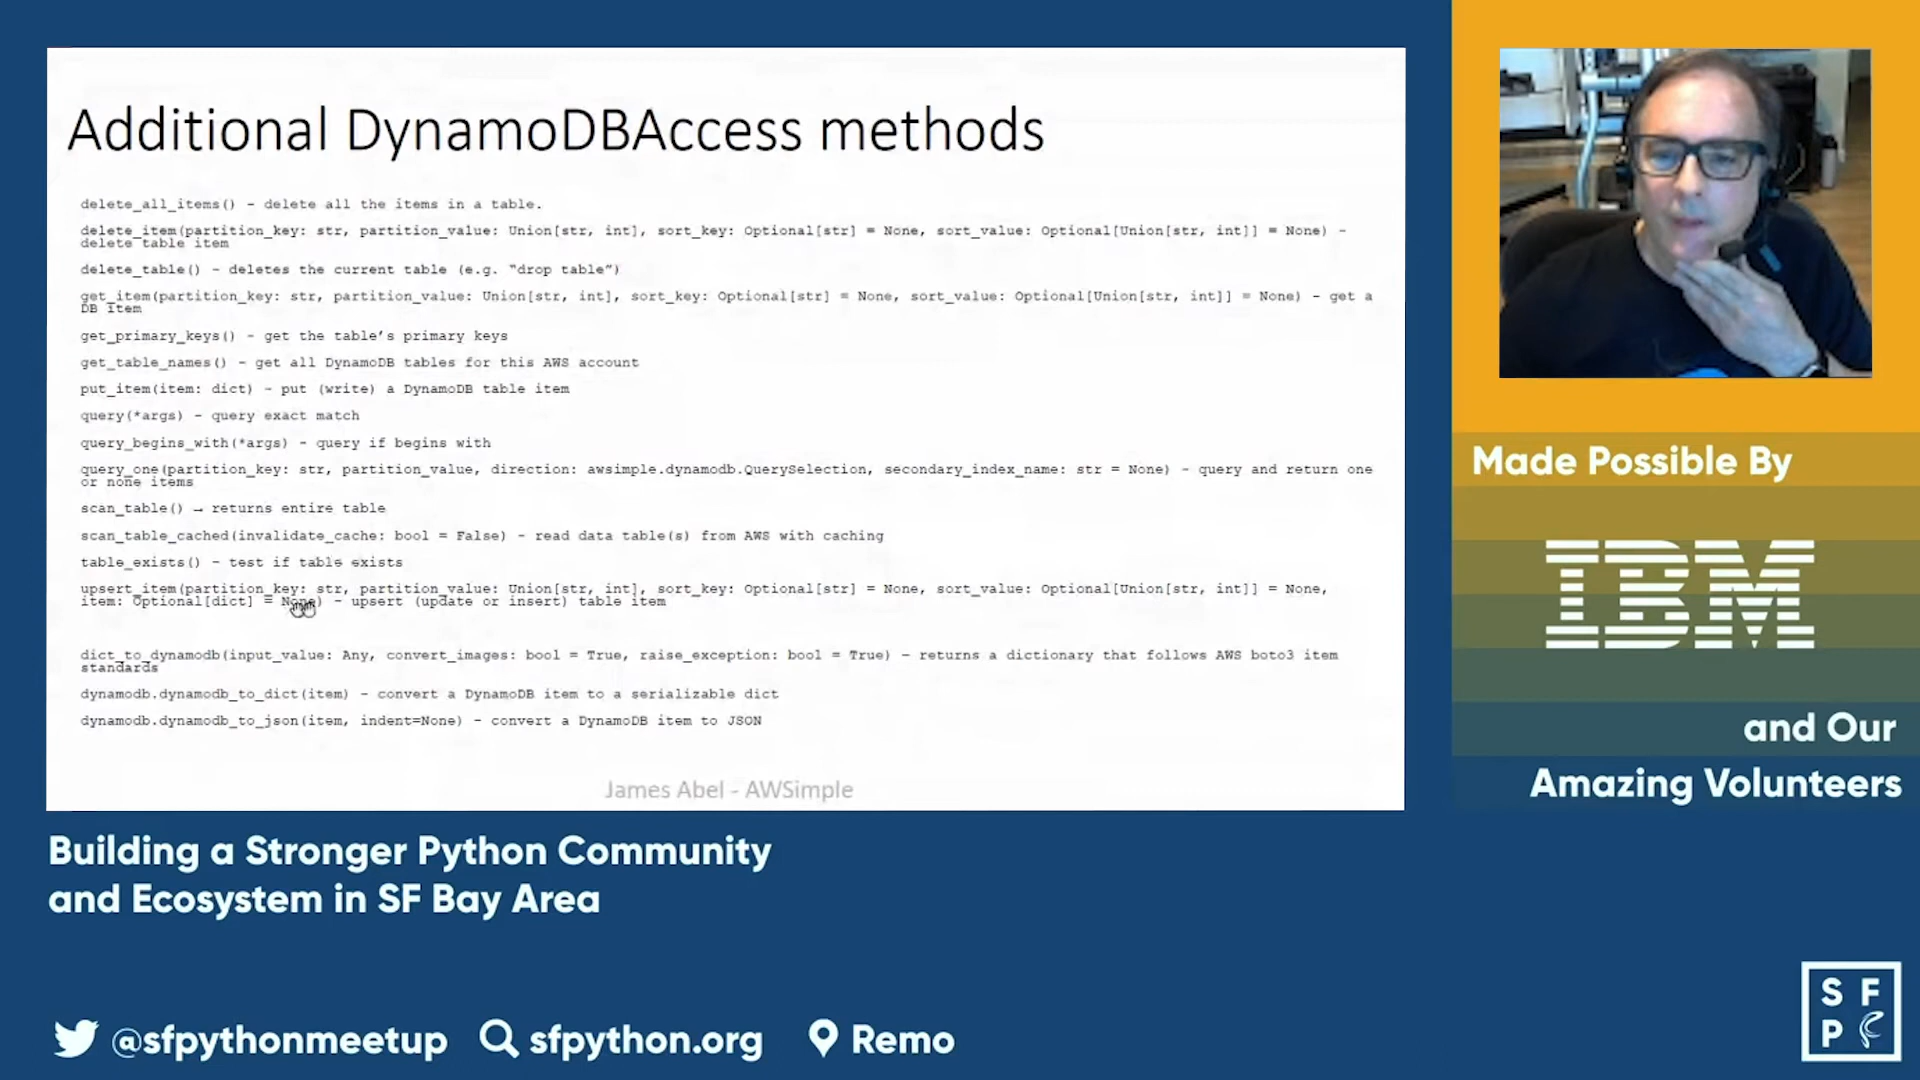 Additional DynamoDBAccess methods
delete_all_items() - delete all the items in a table.
delete_item(partition_key: str, partition_value: Union[str, int], sort_key: Optional[str] = None, sort_value: Optional[Union[str, int]] = None) -
delete table item
delete_table() - deletes the current table (e.g. "drop table”)
get_item(partition_key: str, partition_value: Union[str, int], sort_key: Optional[str] = None, sort_value: Optional[Union[str, int]] = None) - get a
DB item
get_primary_keys() - get the table’s primary keys
get_table_names() - get all DynamoDB tables for this AWS account
put_item(item: dict) - put (write) a DynamoDB table item
query(*args) - query exact match
query_begins_with(*args) - query if begins with
query_one(partition_key: str, partition_value, direction: awsimple.dynamodb.QuerySelection, secondary_index_name: str = None) - query and return one
or none items
scan_table() → returns entire table
scan_table_cached(invalidate_cache: bool = False) - read data table(s) from AWS with caching
table_exists() - test if table exists
upsert_item(partition_key: str, partition_value: Union[str, int], sort_key: Optional[str] = None, sort_value: Optional[Union[str, int]] = None,
item: Optional[dict] = None) - upsert (update or insert) table item
dict_to_dynamodb(input_value: Any, convert_images: bool = True, raise_exception: bool = True) – returns a dictionary that follows AWS boto3 item
standards
dynamodb.dynamodb_to_dict(item) - convert a DynamoDB item to a serializable dict
dynamodb.dynamodb_to_json(item, indent=None) - convert a DynamoDB item to JSON
James Abel - AWSimple
Made Possible By
IBM
and Our
Amazing Volunteers
Building a Stronger Python Community
and Ecosystem in SF Bay Area
@sfpythonmeetup sfpython.org Remo
S F
P